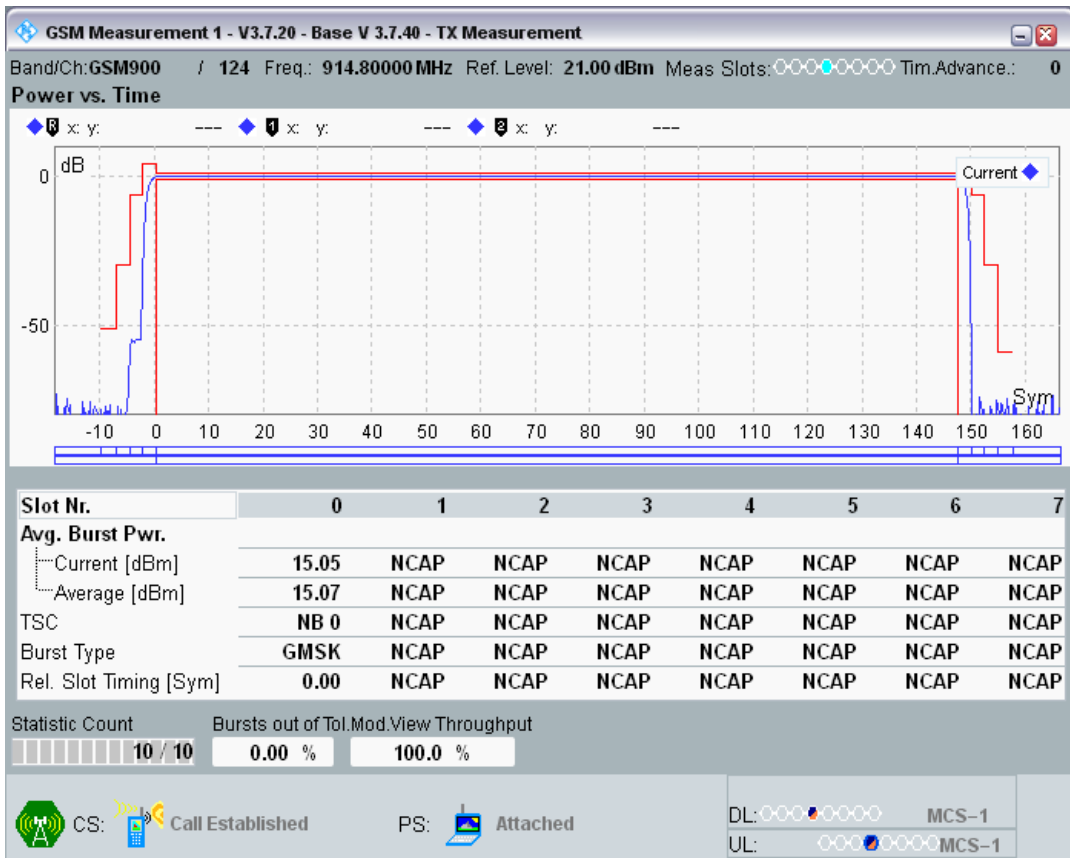 GSM Measurement 1 - V3.7.20 - Base V 3.7.40 - TX Measurement
Band/Ch:GSM900 / 124 Freq.: 914.80000 MHz Ref. Level: 21.00 dBm Meas Slots: Tim.Advance.: 0
Power vs. Time
R x: y: --- 1 x: y: --- 2 x: y: ---
dB
Current
0
-50
Sym
-10 0 10 20 30 40 50 60 70 80 90 100 110 120 130 140 150 160
Slot Nr. 0 1 2 3 4 5 6 7
Avg. Burst Pwr.
Current [dBm] 15.05 NCAP NCAP NCAP NCAP NCAP NCAP NCAP
Average [dBm] 15.07 NCAP NCAP NCAP NCAP NCAP NCAP NCAP
TSC NB 0 NCAP NCAP NCAP NCAP NCAP NCAP NCAP
Burst Type GMSK NCAP NCAP NCAP NCAP NCAP NCAP NCAP
Rel. Slot Timing [Sym] 0.00 NCAP NCAP NCAP NCAP NCAP NCAP NCAP
Statistic Count Bursts out of Tol. Mod.View Throughput
10 / 10 0.00 % 100.0 %
CS: Call Established PS: Attached
DL: MCS-1
UL: MCS-1